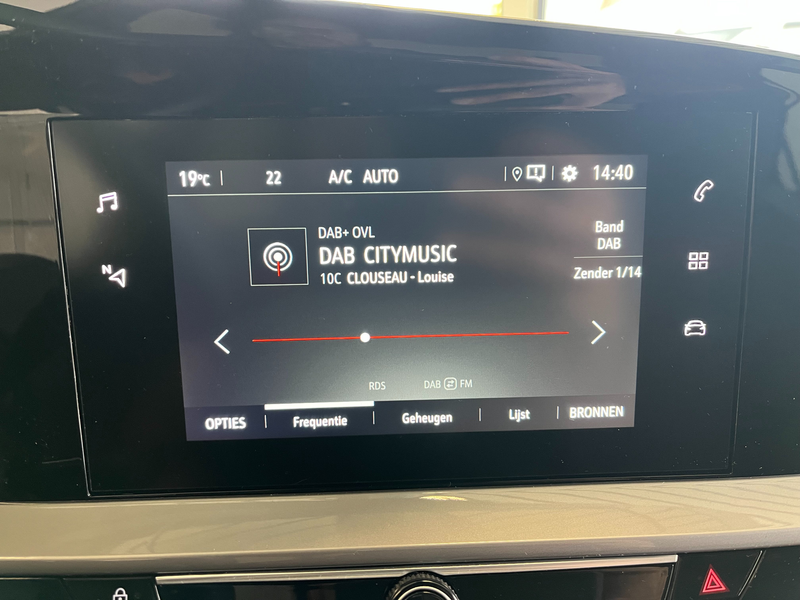 19°C 22 A/C AUTO 14:40
DAB+ OVL
DAB CITYMUSIC
10C CLOUSEAU - Louise
Band
DAB
Zender 1/14
N
RDS DAB FM
OPTIES Frequentie Geheugen Lijst BRONNEN